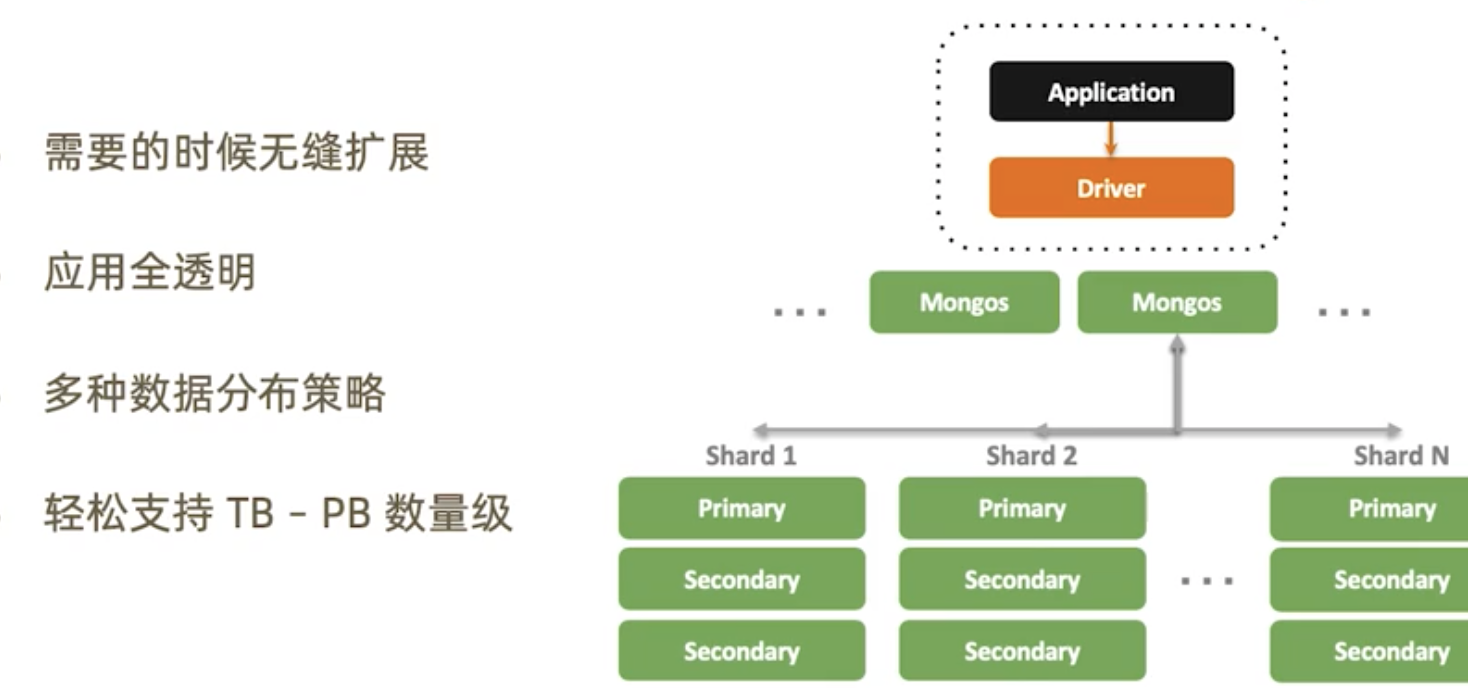 需要的时候无缝扩展
应用全透明
多种数据分布策略
轻松支持 TB – PB 数量级
Application
Driver
... Mongos Mongos ...
Shard 1 Shard 2 Shard N
Primary Primary Primary
Secondary Secondary ... Secondary
Secondary Secondary Secondary